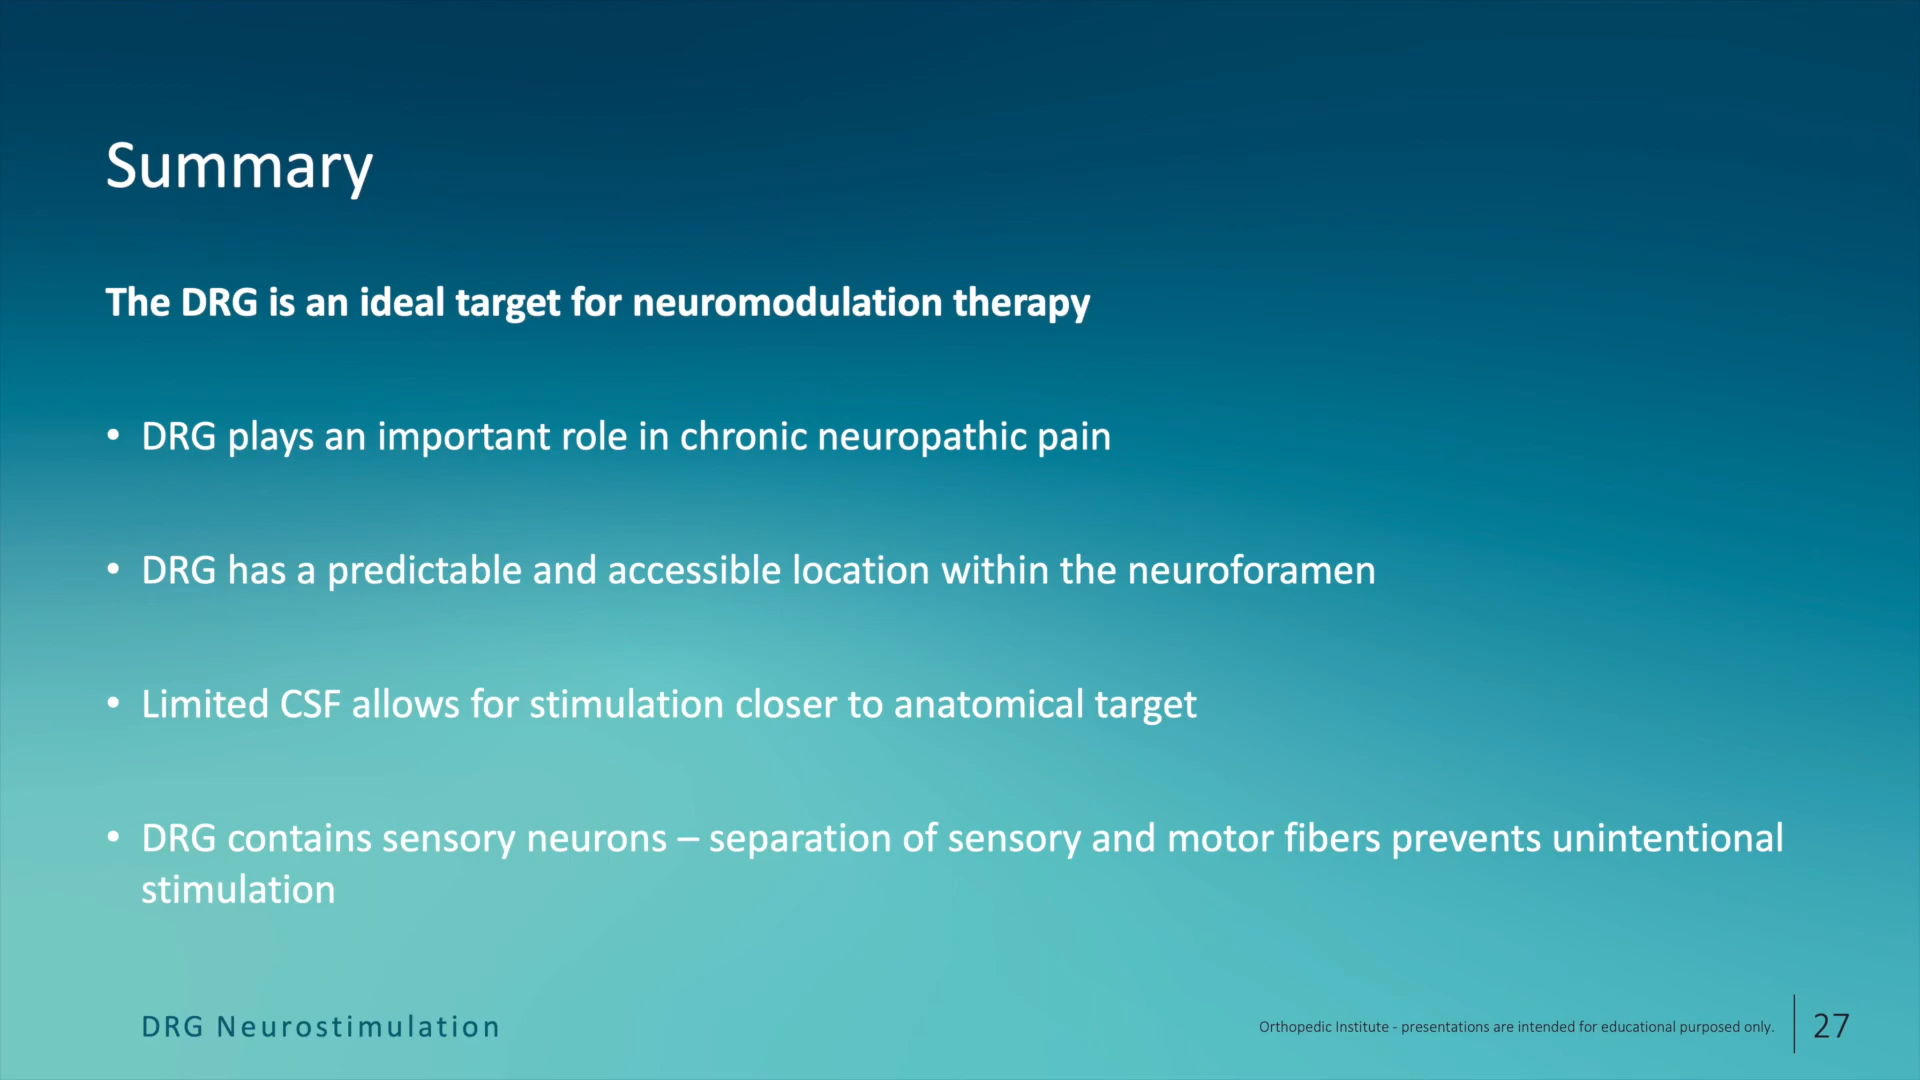 Summary
The DRG is an ideal target for neuromodulation therapy
• DRG plays an important role in chronic neuropathic pain
• DRG has a predictable and accessible location within the neuroforamen
• Limited CSF allows for stimulation closer to anatomical target
• DRG contains sensory neurons – separation of sensory and motor fibers prevents unintentional
stimulation
DRG Neurostimulation
Orthopedic Institute - presentations are intended for educational purposed only.
27